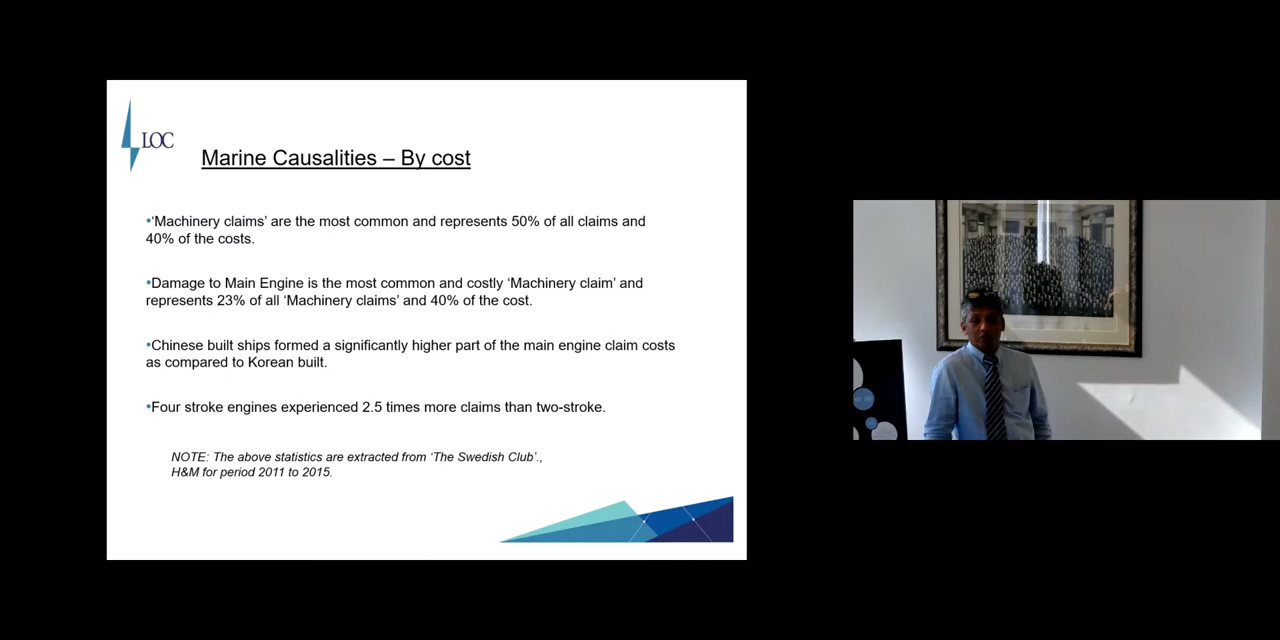 LOC
Marine Causalities – By cost
•‘Machinery claims’ are the most common and represents 50% of all claims and
40% of the costs.
•Damage to Main Engine is the most common and costly ‘Machinery claim’ and
represents 23% of all ‘Machinery claims’ and 40% of the cost.
•Chinese built ships formed a significantly higher part of the main engine claim costs
as compared to Korean built.
•Four stroke engines experienced 2.5 times more claims than two-stroke.
NOTE: The above statistics are extracted from ‘The Swedish Club’.,
H&M for period 2011 to 2015.